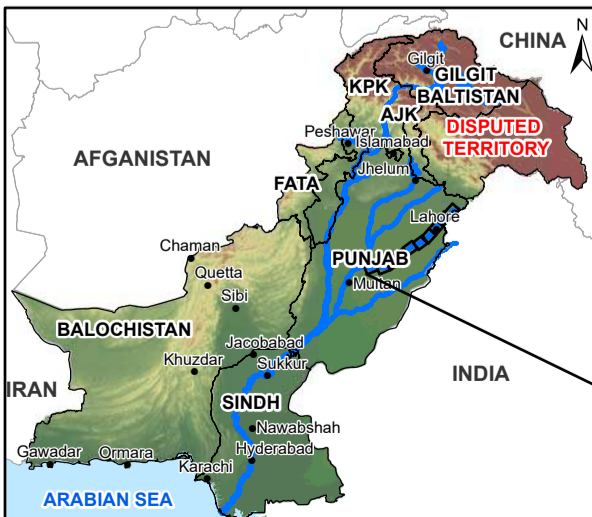 N
CHINA
Gilgit
GILGIT
BALTISTAN
KPK
AJK
DISPUTED
TERRITORY
Peshawar
Islamabad
AFGANISTAN
Jhelum
FATA
Lahore
Chaman
PUNJAB
Quetta
Multan
Sibi
BALOCHISTAN
Jacobabad
Khuzdar
Sukkur
INDIA
IRAN
SINDH
Nawabshah
Gawadar
Ormara
Hyderabad
Karachi
ARABIAN SEA